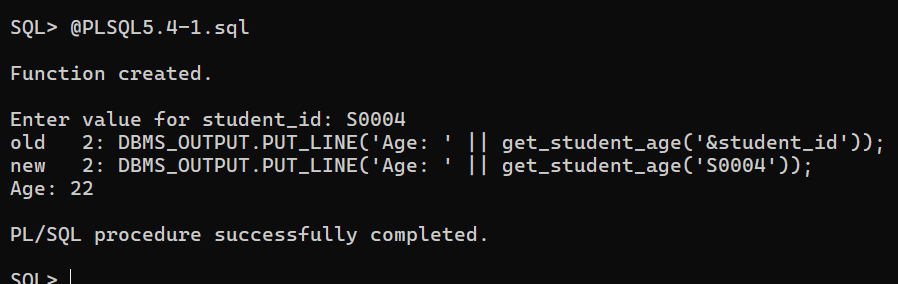 SQL> @PLSQL5.4-1.sql
Function created.
Enter value for student_id: S0004
old   2: DBMS_OUTPUT.PUT_LINE('Age: ' || get_student_age('&student_id'));
new   2: DBMS_OUTPUT.PUT_LINE('Age: ' || get_student_age('S0004'));
Age: 22
PL/SQL procedure successfully completed.
SQL>